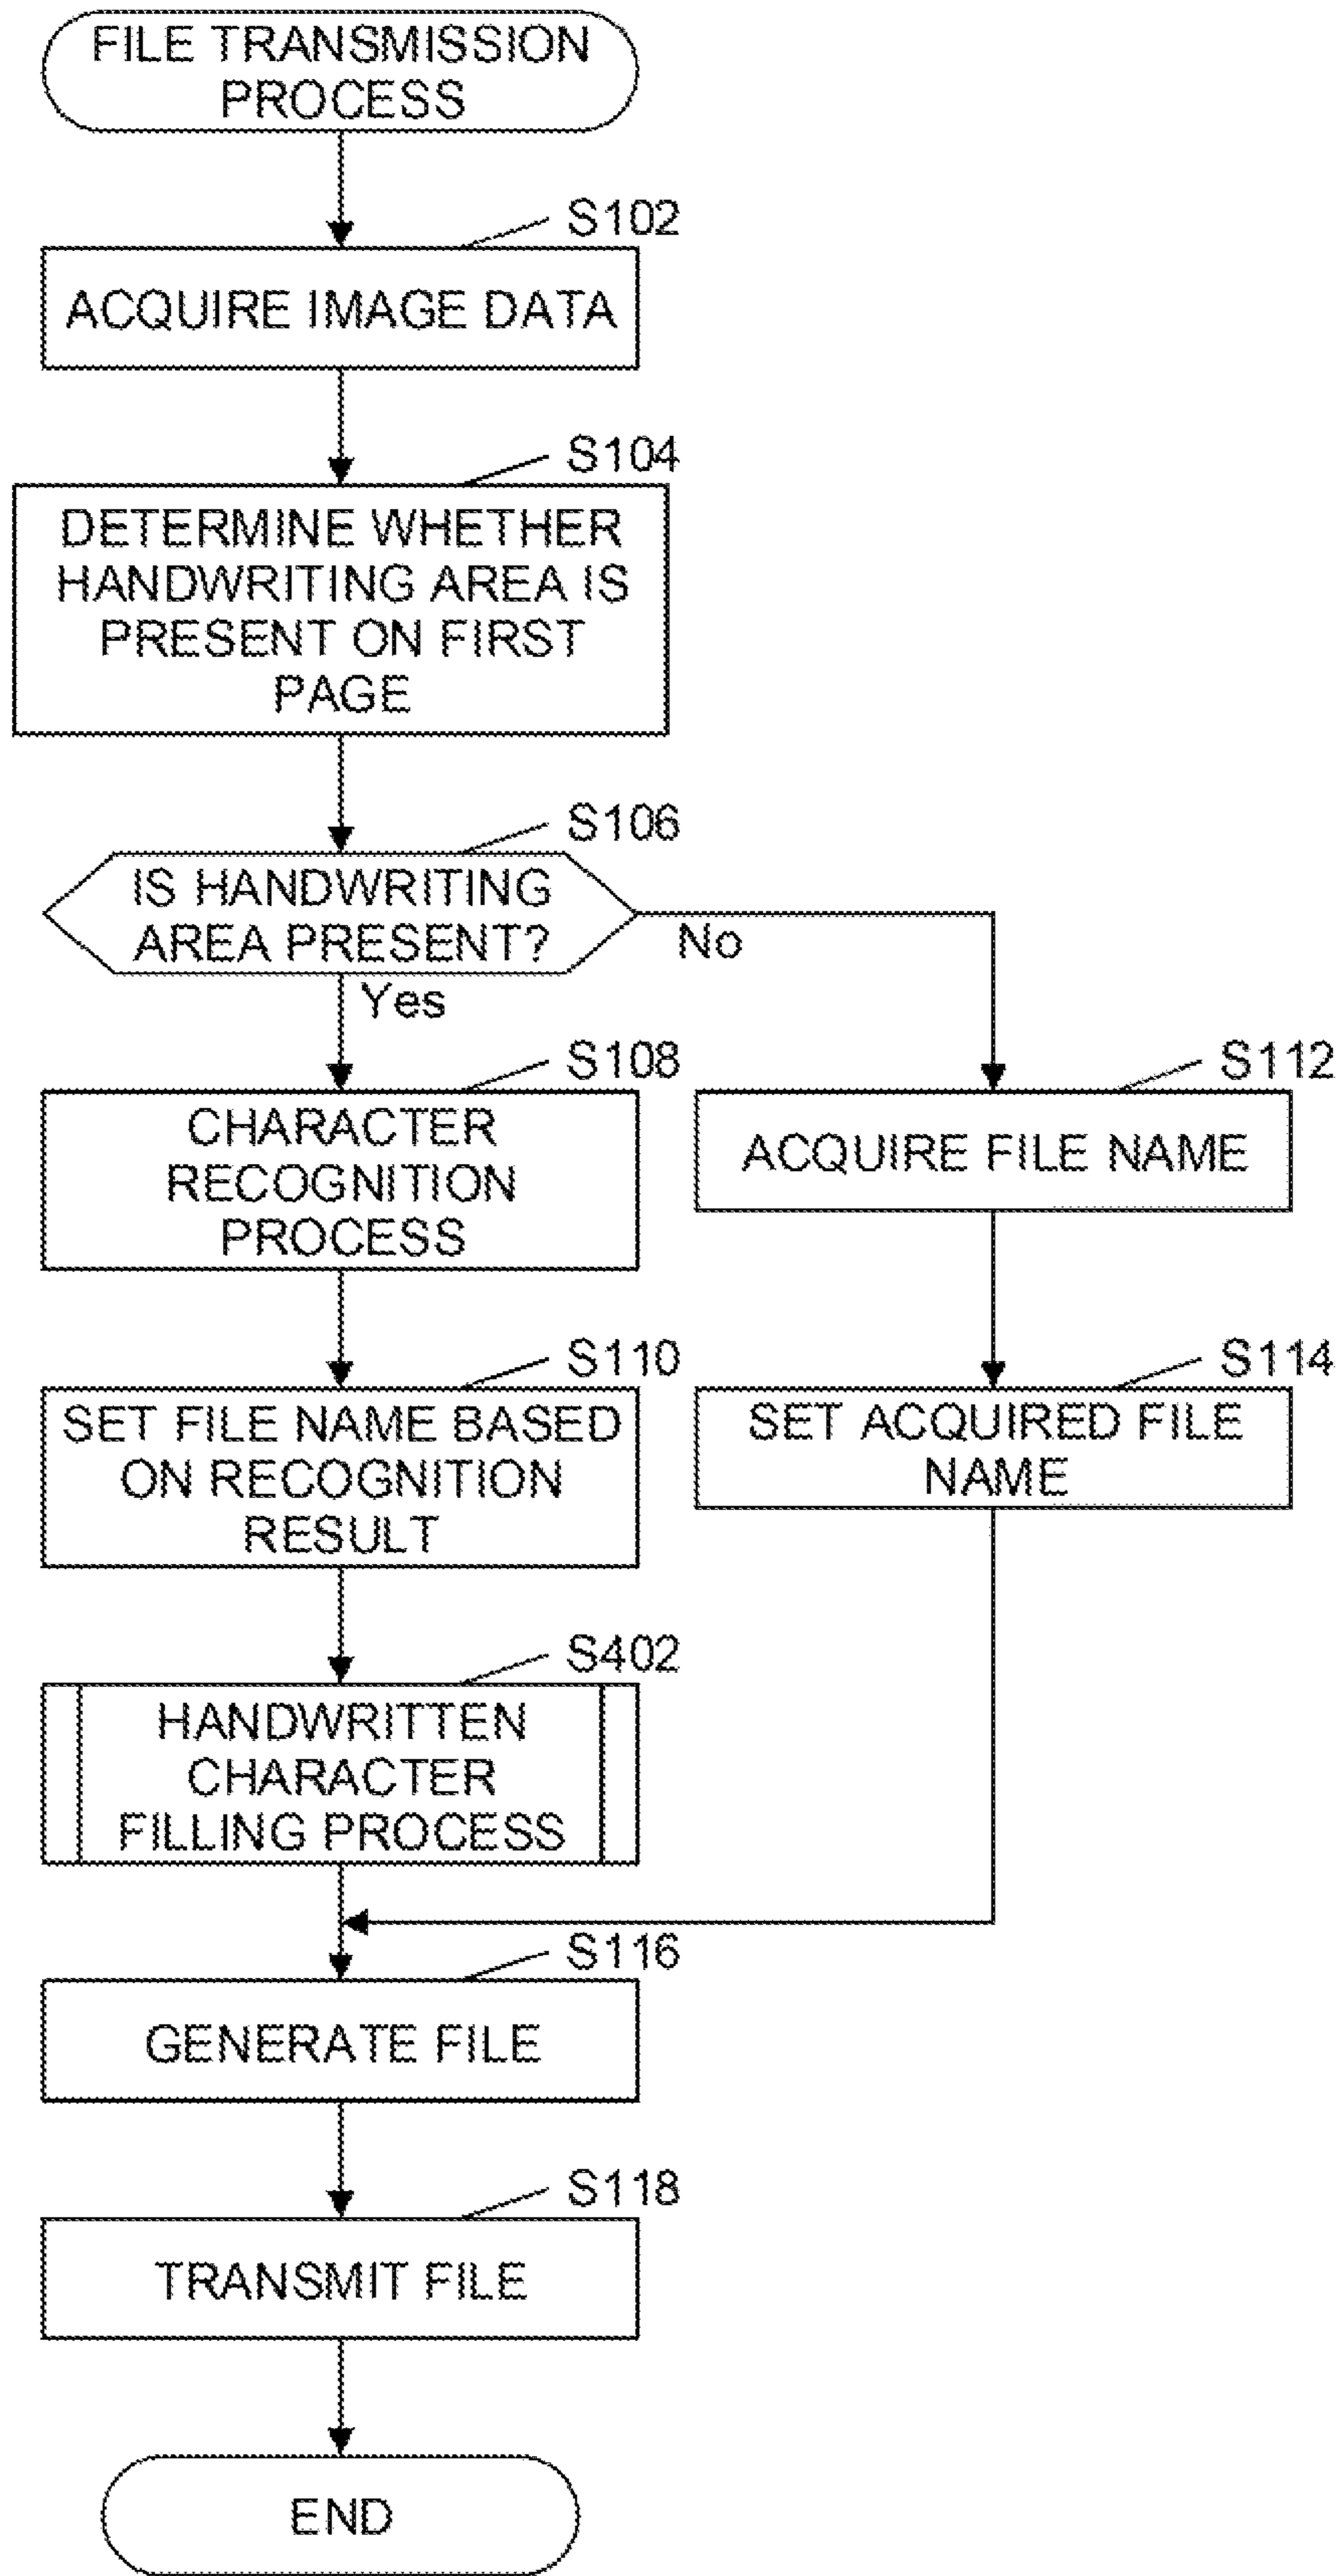 FILE TRANSMISSION
PROCESS
S102
ACQUIRE IMAGE DATA
S104
DETERMINE WHETHER
HANDWRITING AREA IS
PRESENT ON FIRST
PAGE
S106
IS HANDWRITING
AREA PRESENT?
No
Yes
S108
CHARACTER
RECOGNITION
PROCESS
S112
ACQUIRE FILE NAME
S110
SET FILE NAME BASED
ON RECOGNITION
RESULT
S114
SET ACQUIRED FILE
NAME
S402
HANDWRITTEN
CHARACTER
FILLING PROCESS
S116
GENERATE FILE
S118
TRANSMIT FILE
END